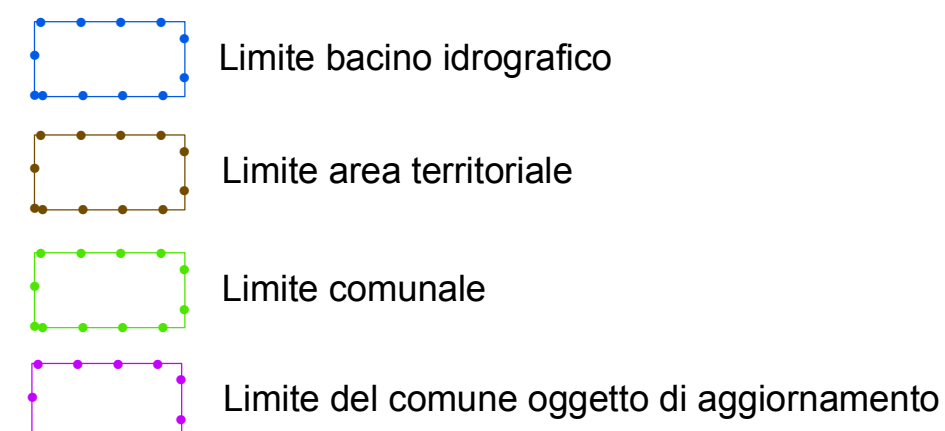 Limite bacino idrografico
Limite area territoriale
Limite comunale
Limite del comune oggetto di aggiornamento